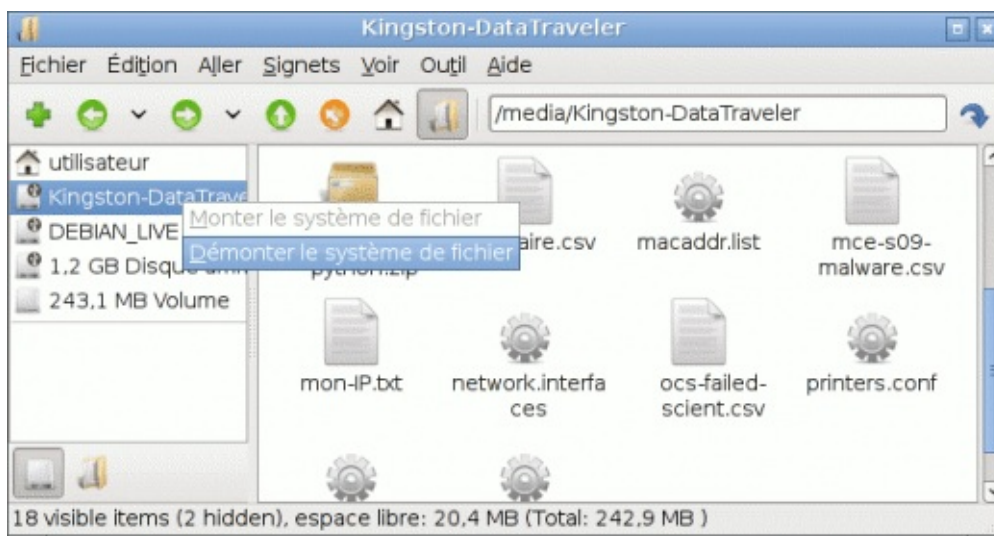 Kingston-DataTraveler
Fichier Édition Aller Signets Voir Outil Aide
/media/Kingston-DataTraveler
utilisateur
Kingston-DataTrave
DEBIAN_LIVE
1,2 GB Disque
243,1 MB Volume
Monter le système de fichier
Démonter le système de fichier
python.zip
aire.csv
macaddr.list
mce-s09-
malware.csv
mon-IP.txt
network.interfa
ces
ocs-failed-
scient.csv
printers.conf
18 visible items (2 hidden), espace libre: 20,4 MB (Total: 242,9 MB )